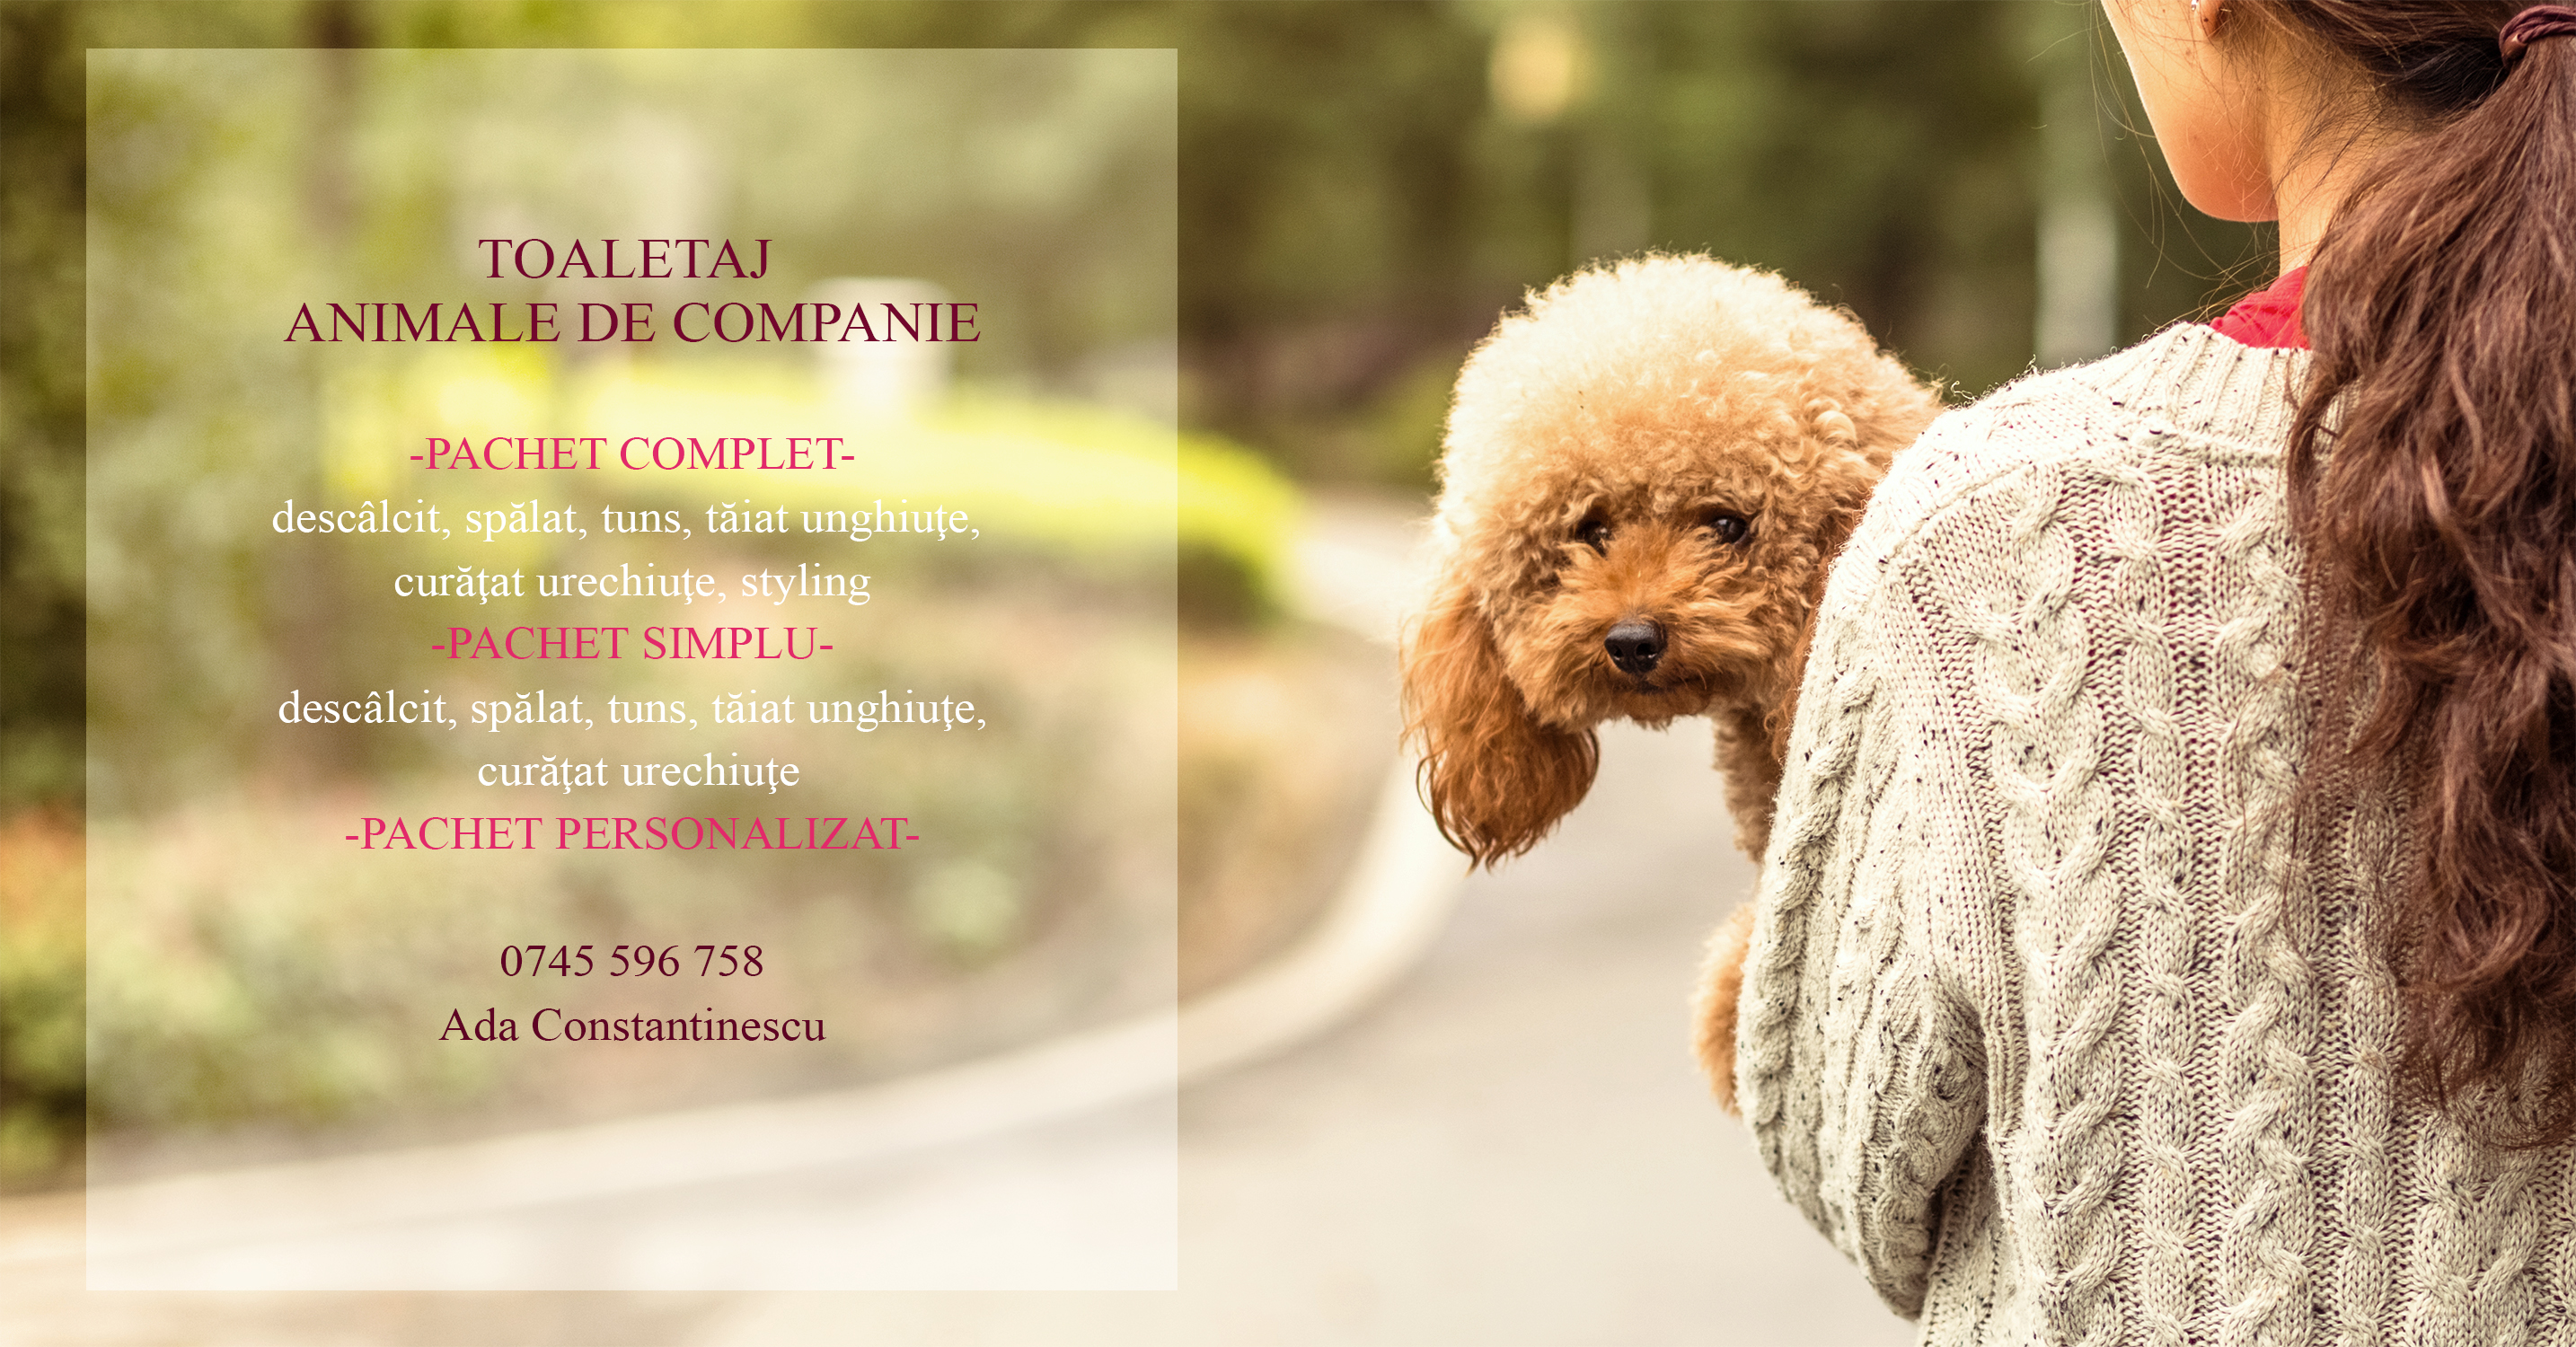 TOALETAJ
ANIMALE DE COMPANIE
-PACHET COMPLET-
descâlcit, spălat, tuns, tăiat unghiuţe,
curăţat urechiuţe, styling
-PACHET SIMPLU-
descâlcit, spălat, tuns, tăiat unghiuţe,
curăţat urechiuţe
-PACHET PERSONALIZAT-
0745 596 758
Ada Constantinescu